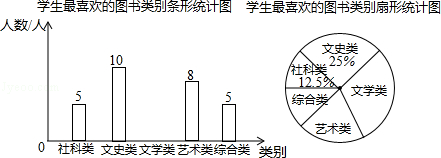 学生最喜欢的图书类别条形统计图
人数/人
10
8
5
5
0
社科类 文史类 文学类 艺术类 综合类 类别
学生最喜欢的图书类别扇形统计图
文史类
25%
社科类
12.5%
文学类
综合类
艺术类